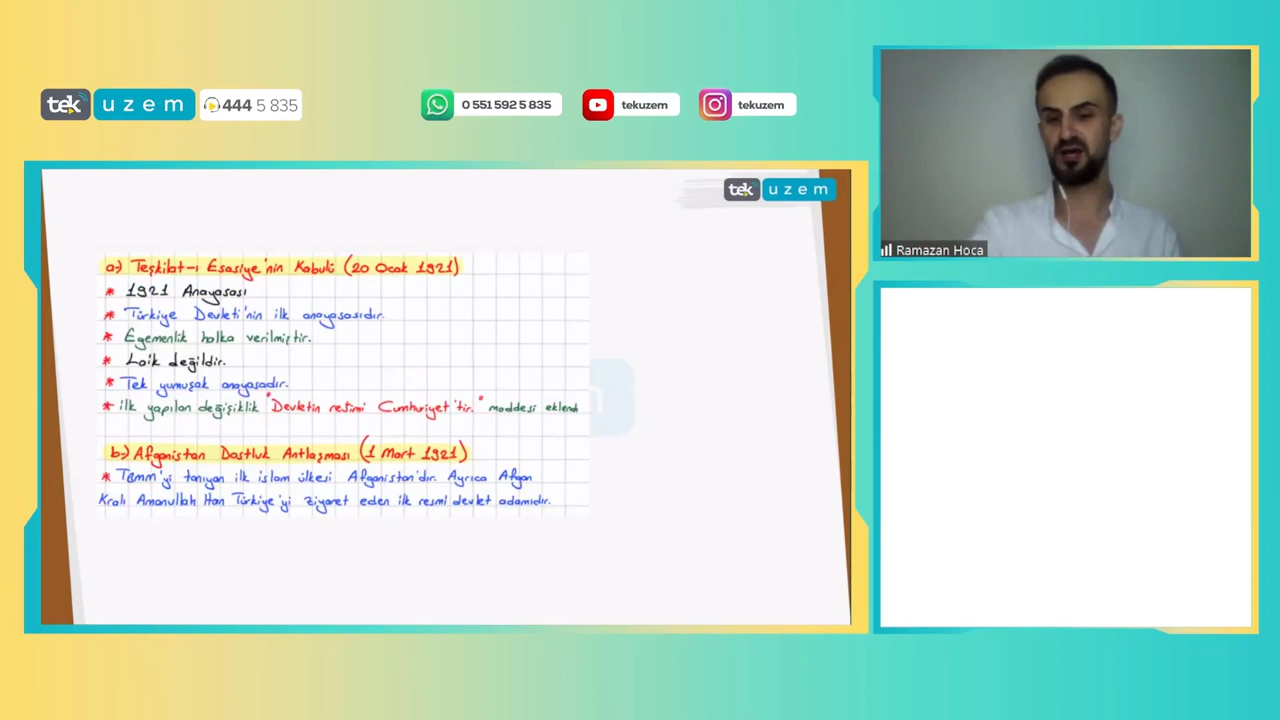 tek uzem 444 5 835
0 551 592 5 835
tekuzem
tekuzem
tek uzem
Ramazan Hoca
a) Teşkilat-ı Esasiye'nin Kabulü (20 Ocak 1921)
* 1921 Anayasası
* Türkiye Devleti'nin ilk anayasasıdır.
* Egemenlik halka verilmiştir.
* Laik değildir.
* Tek yumuşak anayasadır.
* ilk yapılan değişiklik "Devletin resimi Cumhuriyet'tir." maddesi eklendi
b) Afganistan Dostluk Antlaşması (1 Mart 1921)
* TBMM'yi tanıyan ilk islam ülkesi Afganistan'dır. Ayrıca Afgan
Kralı Amanullah Han Türkiye'yi ziyaret eden ilk resmi devlet adamıdır.